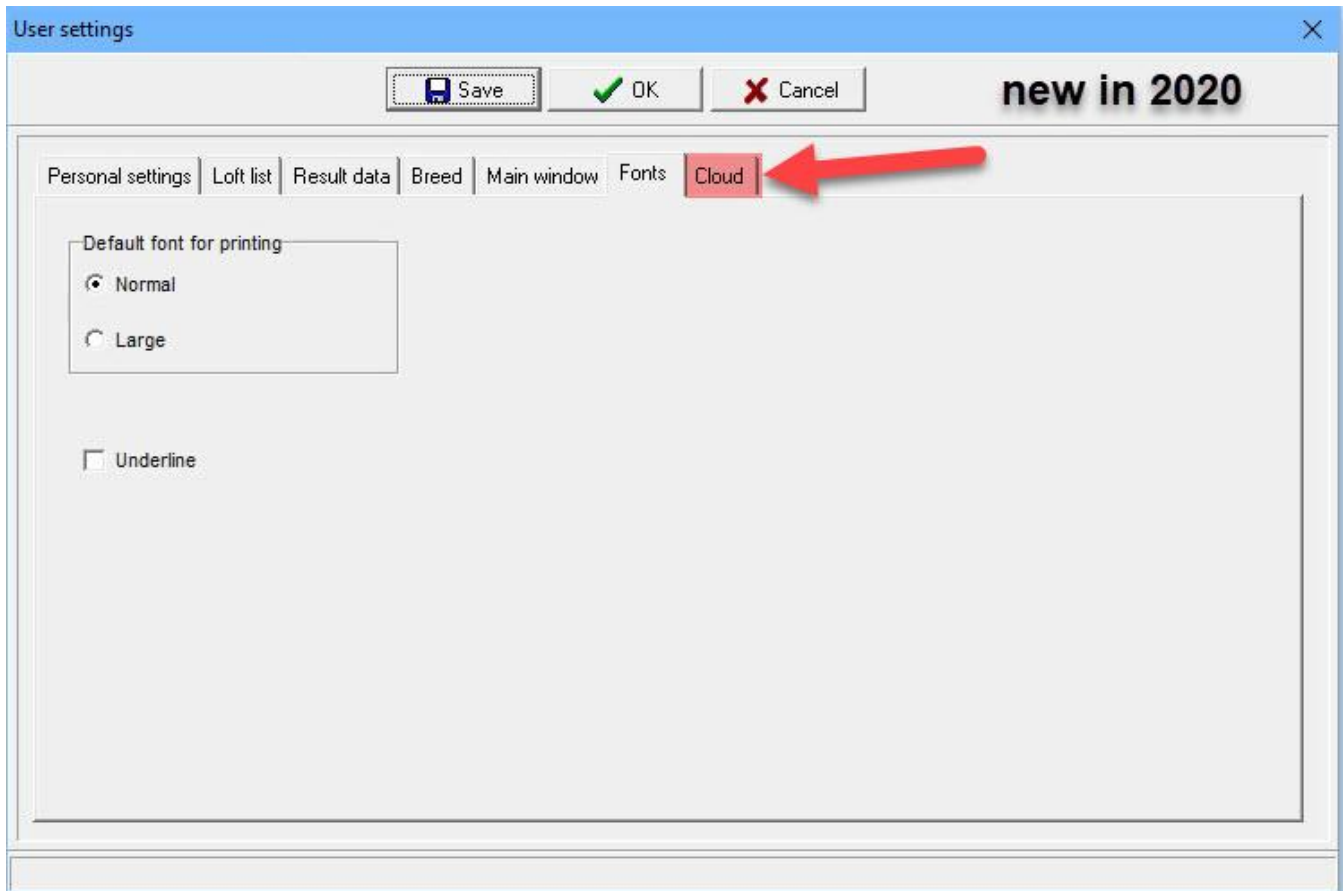 User settings
Save OK Cancel new in 2020
Personal settings Loft list Result data Breed Main window Fonts Cloud
Default font for printing
Normal
Large
Underline